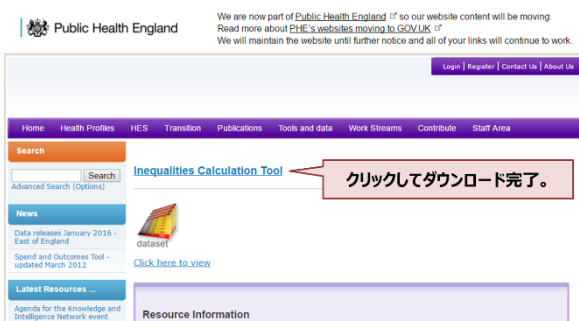 Public Health England
We are now part of Public Health England so our website content will be moving.
Read more about PHE's websites moving to GOV.UK
We will maintain the website until further notice and all of your links will continue to work.
Login | Register | Contact Us | About Us
Home Health Profiles HES Transition Publications Tools and data Work Streams Contribute Staff Area
Search
Search
Advanced Search (Options)
News
Data releases January 2016 -
East of England
Spend and Outcomes Tool -
updated March 2012
Latest Resources ...
Agenda for the Knowledge and
Intelligence Network event
Inequalities Calculation Tool
クリックしてダウンロード完了。
dataset
Click here to view
Resource Information